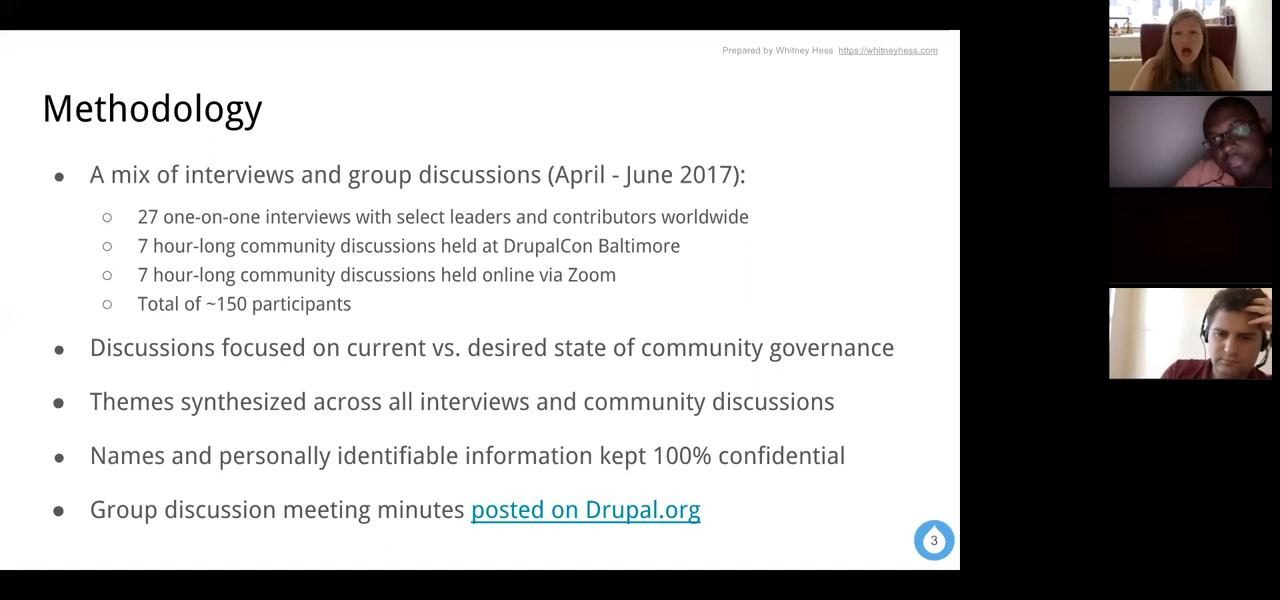 Prepared by Whitney Hess https://whitneyhess.com
Methodology
● A mix of interviews and group discussions (April - June 2017):
○ 27 one-on-one interviews with select leaders and contributors worldwide
○ 7 hour-long community discussions held at DrupalCon Baltimore
○ 7 hour-long community discussions held online via Zoom
○ Total of ~150 participants
● Discussions focused on current vs. desired state of community governance
● Themes synthesized across all interviews and community discussions
● Names and personally identifiable information kept 100% confidential
● Group discussion meeting minutes posted on Drupal.org
3